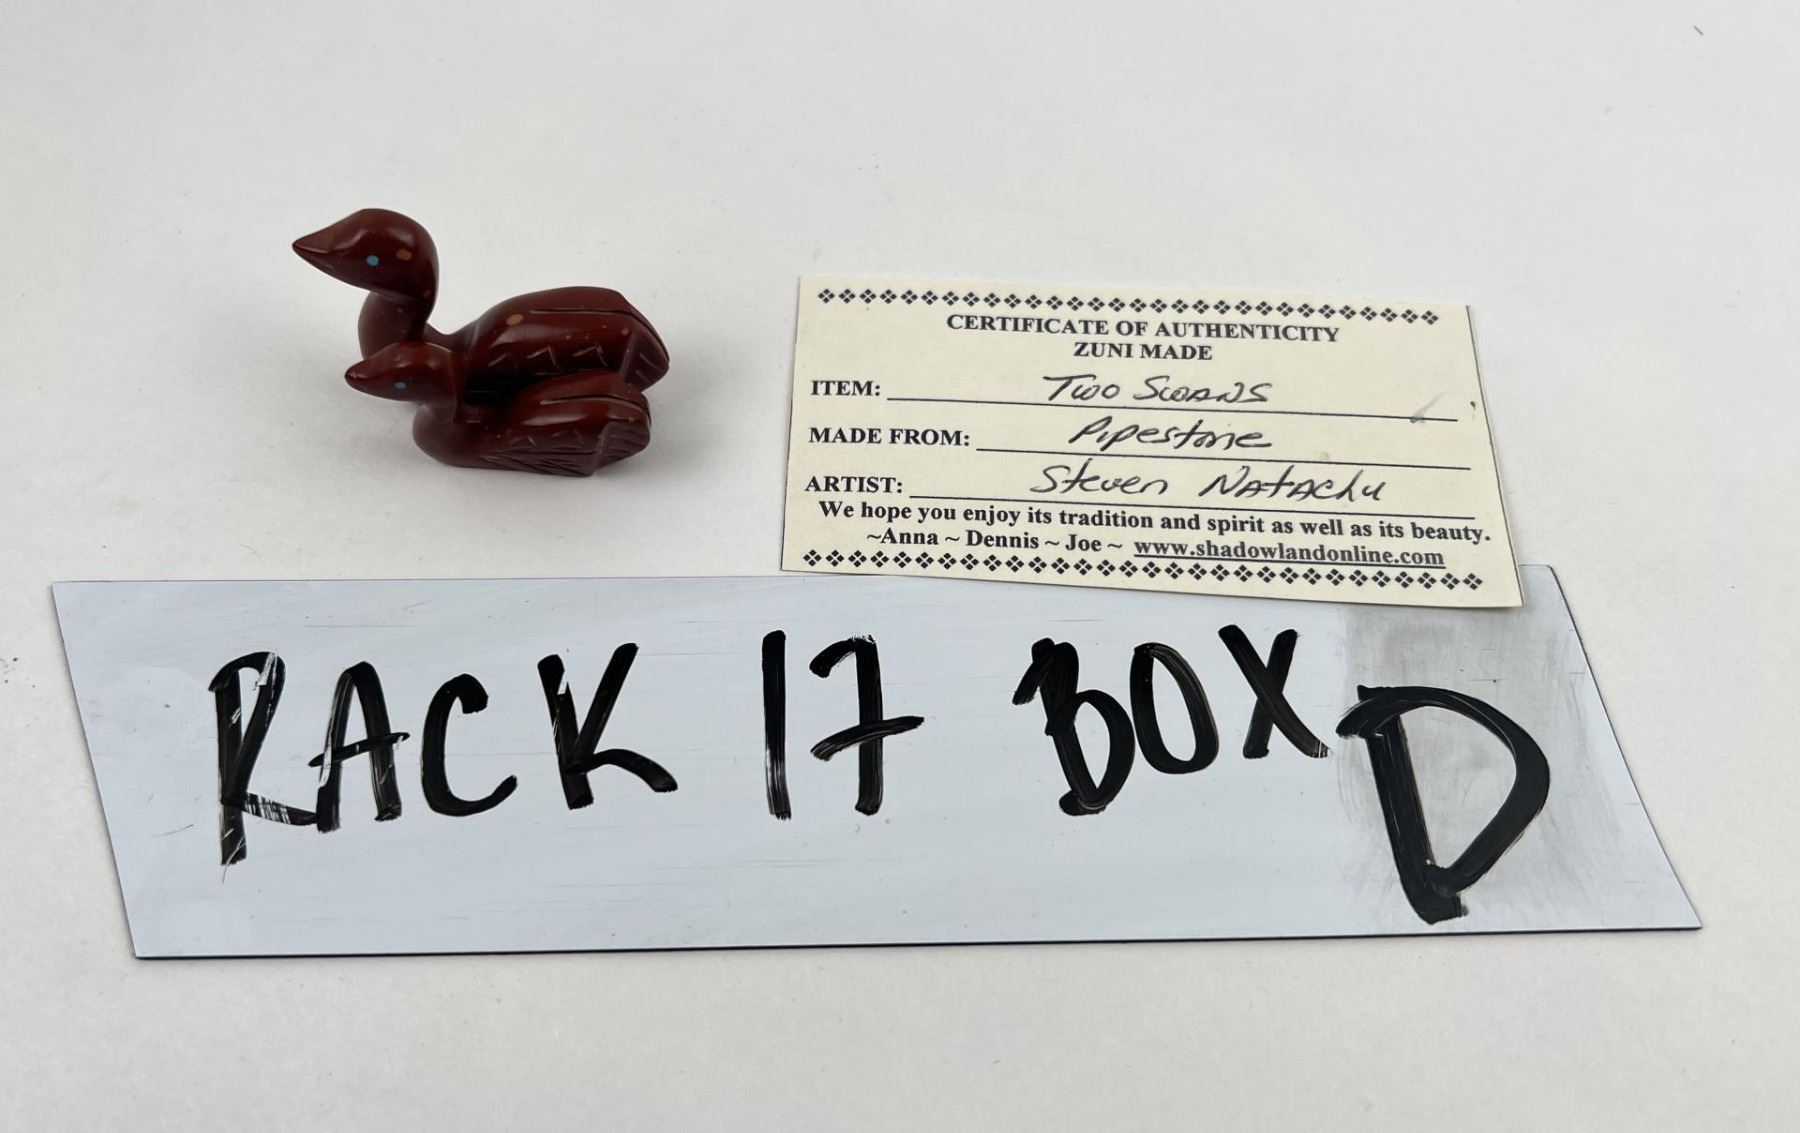 CERTIFICATE OF AUTHENTICITY
ZUNI MADE
ITEM: Two Swans
MADE FROM: Pipestone
ARTIST: Steven Natachu
We hope you enjoy its tradition and spirit as well as its beauty.
~Anna ~ Dennis ~ Joe ~ www.shadowlandonline.com
RACK 17 BOX D